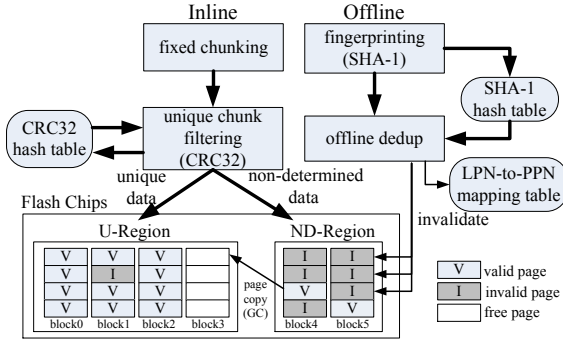 Inline
Offline
fixed chunking
fingerprinting
(SHA-1)
SHA-1
hash table
CRC32
hash table
unique chunk
filtering
(CRC32)
offline dedup
LPN-to-PPN
mapping table
unique
data
non-determined
data
invalidate
Flash Chips
U-Region
ND-Region
V V V I I
V I V I I
V V V V I
V V V I V
block0 block1 block2 block3
page
copy
(GC)
block4 block5
V valid page
I invalid page
free page